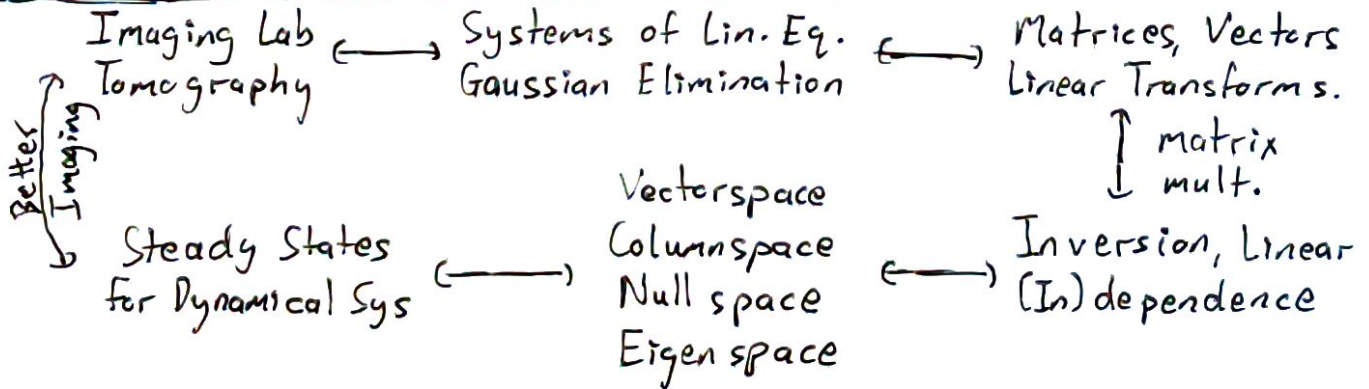 Imaging Lab
Tomography
Systems of Lin. Eq.
Gaussian Elimination
Matrices, Vectors
Linear Transforms.
matrix
mult.
Better
Imaging
Steady States
for Dynamical Sys
Vectorspace
Columnspace
Null space
Eigen space
Inversion, Linear
(In)dependence